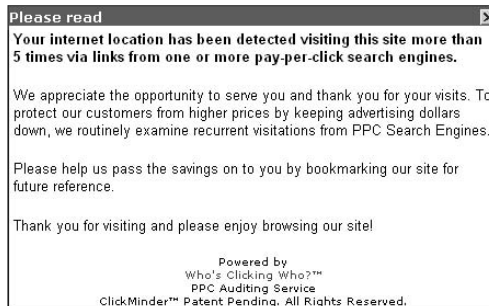 Please read
Your internet location has been detected visiting this site more than
5 times via links from one or more pay-per-click search engines.
We appreciate the opportunity to serve you and thank you for your visits. To
protect our customers from higher prices by keeping advertising dollars
down, we routinely examine recurrent visitations from PPC Search Engines.
Please help us pass the savings on to you by bookmarking our site for
future reference.
Thank you for visiting and please enjoy browsing our site!
Powered by
Who's Clicking Who?™
PPC Auditing Service
ClickMinder™ Patent Pending. All Rights Reserved.